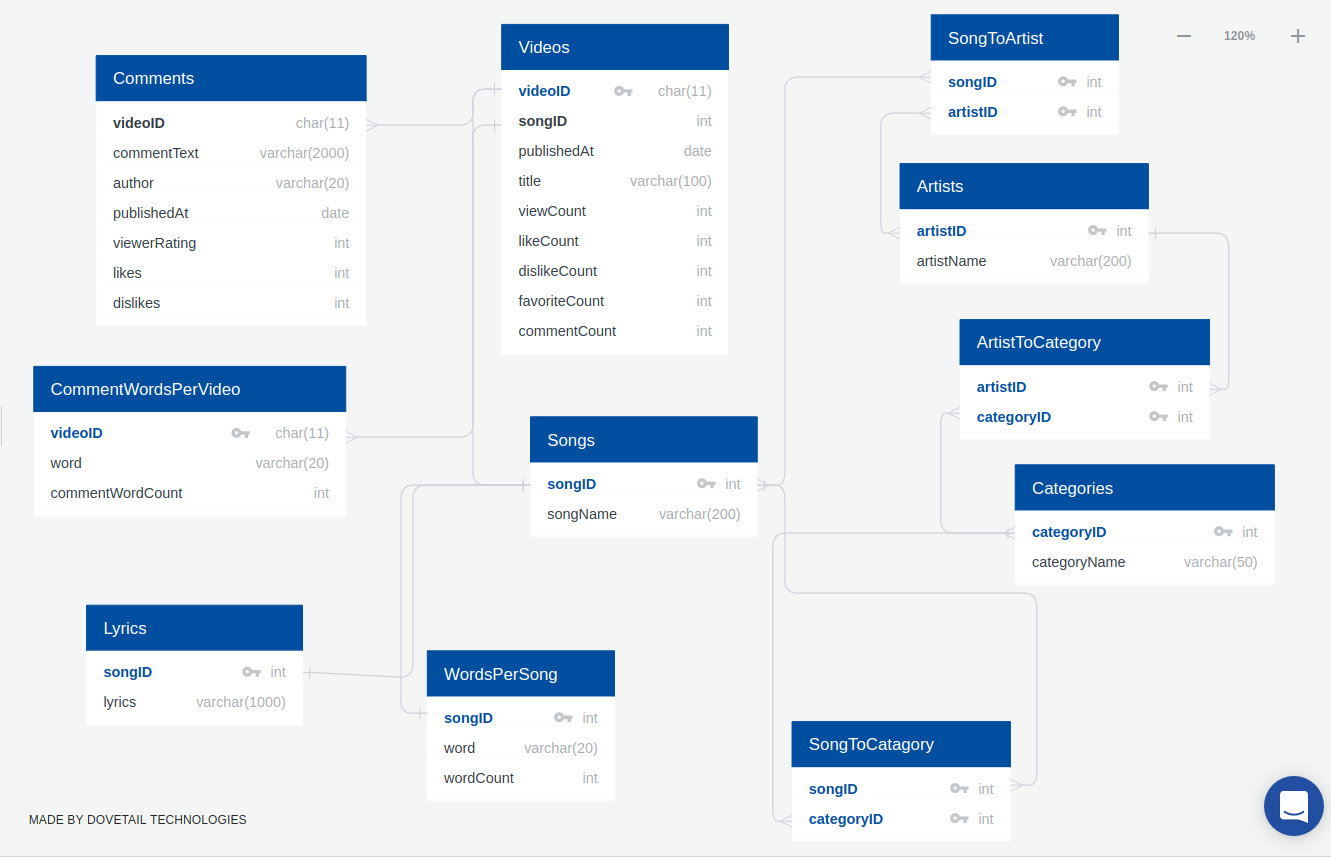 120%
Comments
videoID char(11)
commentText varchar(2000)
author varchar(20)
publishedAt date
viewerRating int
likes int
dislikes int
Videos
videoID char(11)
songID int
publishedAt date
title varchar(100)
viewCount int
likeCount int
dislikeCount int
favoriteCount int
commentCount int
SongToArtist
songID int
artistID int
Artists
artistID int
artistName varchar(200)
ArtistToCategory
artistID int
categoryID int
CommentWordsPerVideo
videoID char(11)
word varchar(20)
commentWordCount int
Songs
songID int
songName varchar(200)
Categories
categoryID int
categoryName varchar(50)
Lyrics
songID int
lyrics varchar(1000)
WordsPerSong
songID int
word varchar(20)
wordCount int
SongToCatagory
songID int
categoryID int
MADE BY DOVETAIL TECHNOLOGIES